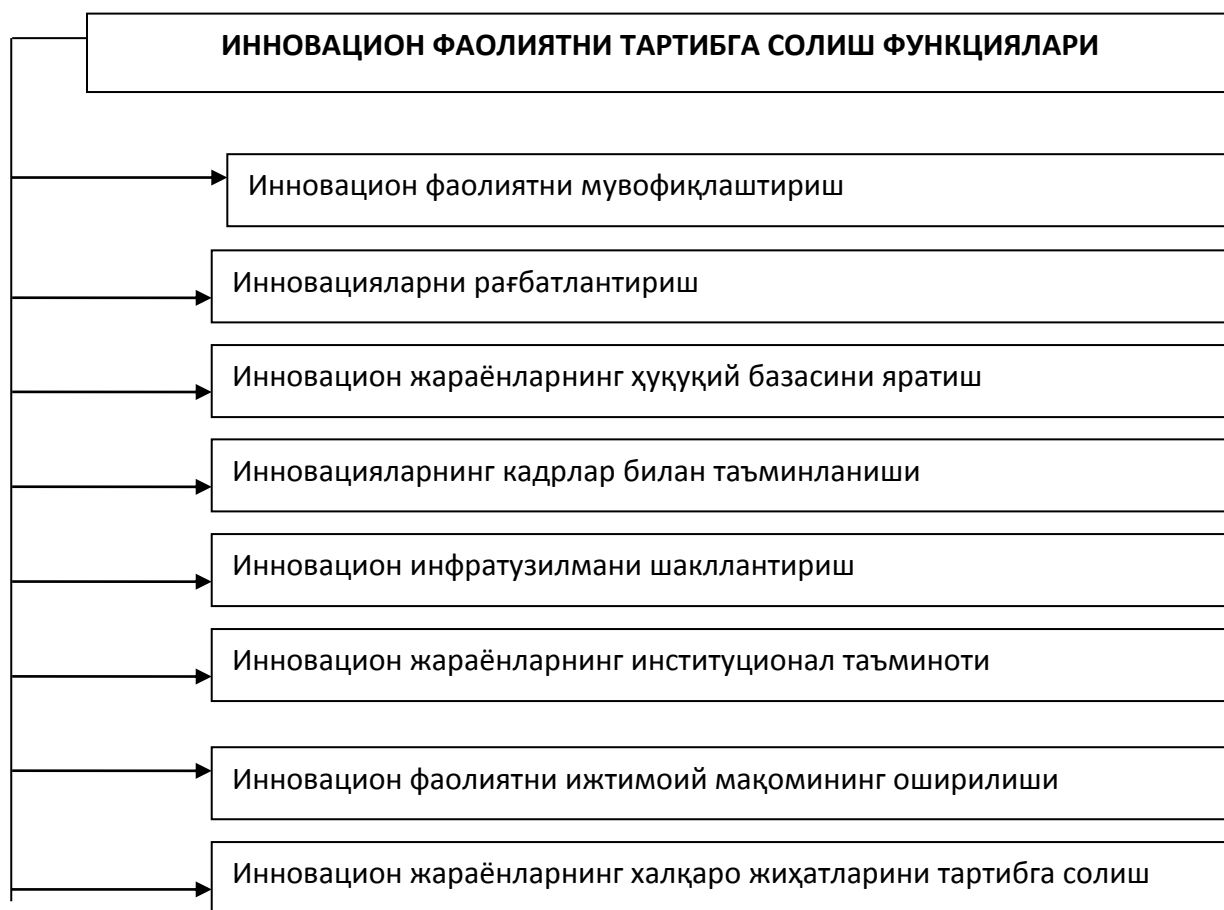 ИННОВАЦИОН ФАОЛИЯТНИ ТАРТИБГА СОЛИШ ФУНКЦИЯЛАРИ
Инновацион фаолиятни мувофиқлаштириш
Инновацияларни рағбатлантириш
Инновацион жараёнларнинг ҳуқуқий базасини яратиш
Инновацияларнинг кадрлар билан таъминланиши
Инновацион инфратузилмани шакллантириш
Инновацион жараёнларнинг институционал таъминоти
Инновацион фаолиятни ижтимоий мақомининг оширилиши
Инновацион жараёнларнинг халқаро жиҳатларини тартибга солиш